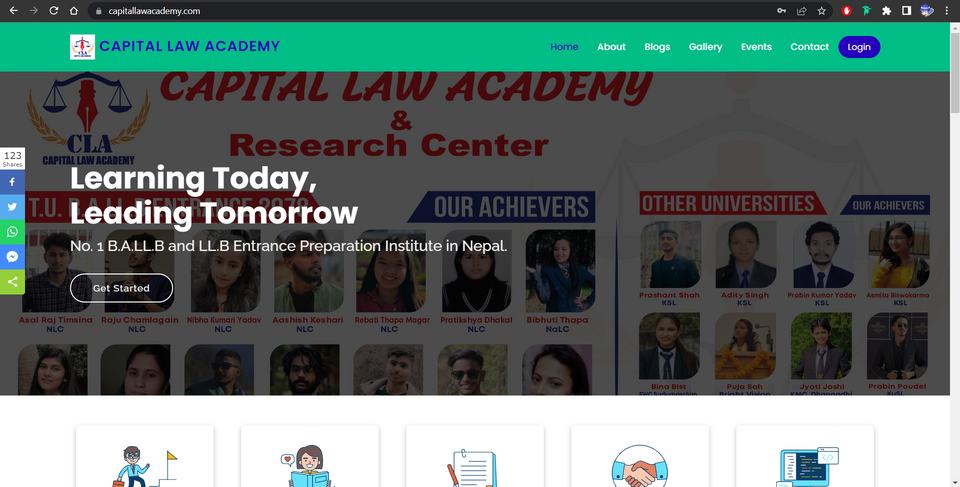 capitallawacademy.com
CLA
CAPITAL LAW ACADEMY
Home
About
Blogs
Gallery
Events
Contact
Login
CAPITAL LAW ACADEMY
&
Research Center
CLA
CAPITAL LAW ACADEMY
123
Shares
Learning Today,
Leading Tomorrow
T.U. B.A.LL.B ENTRANCE
OUR ACHIEVERS
OTHER UNIVERSITIES
OUR ACHIEVERS
No. 1 B.A.LL.B and LL.B Entrance Preparation Institute in Nepal.
Get Started
Asal Raj Timsina
NLC
Raju Chamlagain
NLC
Nibha Kumari Yadav
NLC
Aashish Keshari
NLC
Rebati Thapa Magar
NLC
Pratikshya Dhakal
NLC
Bibhuti Thapa
NaLC
Prashant Shah
KSL
Adity Singh
KSL
Prabin Kumar Yadav
KSL
Asmita Biswokarma
KSL
Bina Bist
Puja Sah
Bright Vision
Jyoti Joshi
KMC, Dhangadhi
Prabin Poudel
KUSL